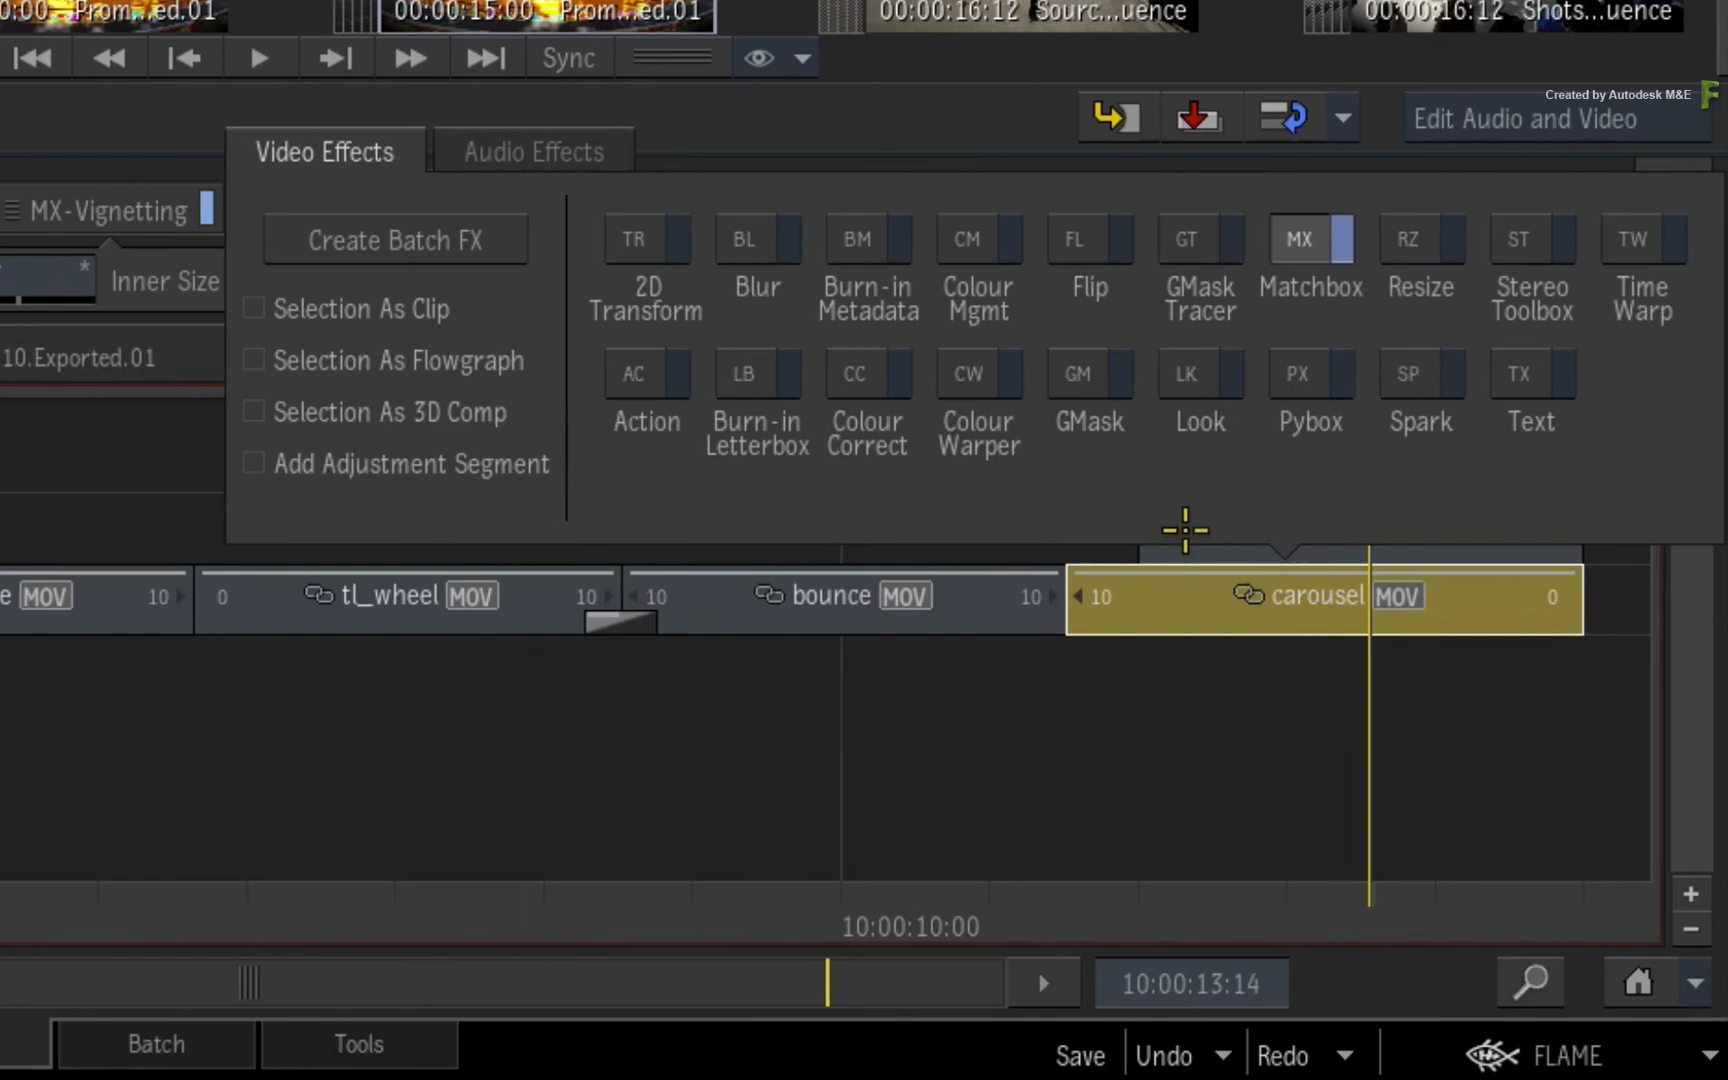 00:00 Prom...ed.01
00:00:15:00 Prom...ed.01
00:00:16:12 Sourc...uence
00:00:16:12 Shots...uence
Sync
Created by Autodesk M&E
Edit Audio and Video
Video Effects
Audio Effects
MX-Vignetting
* Inner Size
10.Exported.01
Create Batch FX
Selection As Clip
Selection As Flowgraph
Selection As 3D Comp
Add Adjustment Segment
TR BL BM CM FL GT MX RZ ST TW
2D Transform
Blur
Burn-in Metadata
Colour Mgmt
Flip
GMask Tracer
Matchbox
Resize
Stereo Toolbox
Time Warp
AC LB CC CW GM LK PX SP TX
Action
Burn-in Letterbox
Colour Correct
Colour Warper
GMask
Look
Pybox
Spark
Text
e MOV 10
0 tl_wheel MOV 10
10 bounce MOV 10
10 carousel MOV 0
10:00:10:00
+
−
10:00:13:14
Batch
Tools
Save
Undo
Redo
FLAME